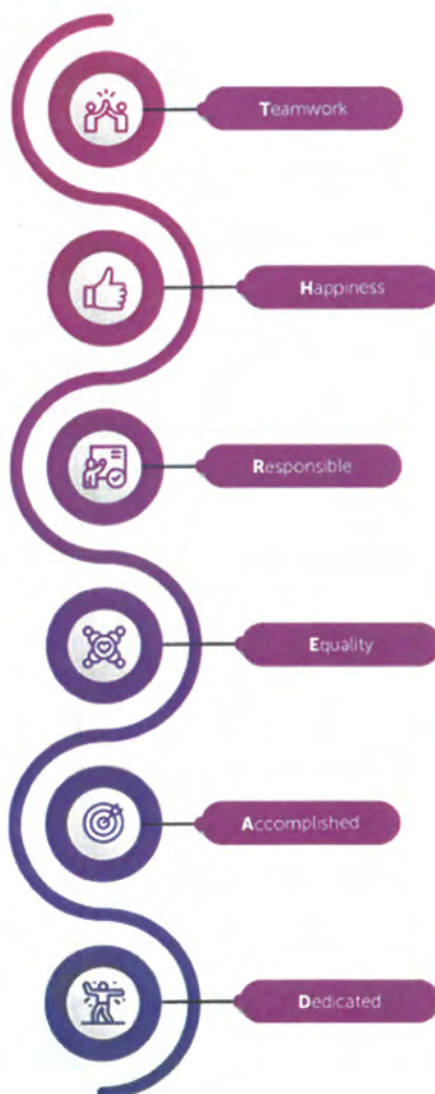 Teamwork
Happiness
Responsible
Equality
Accomplished
Dedicated